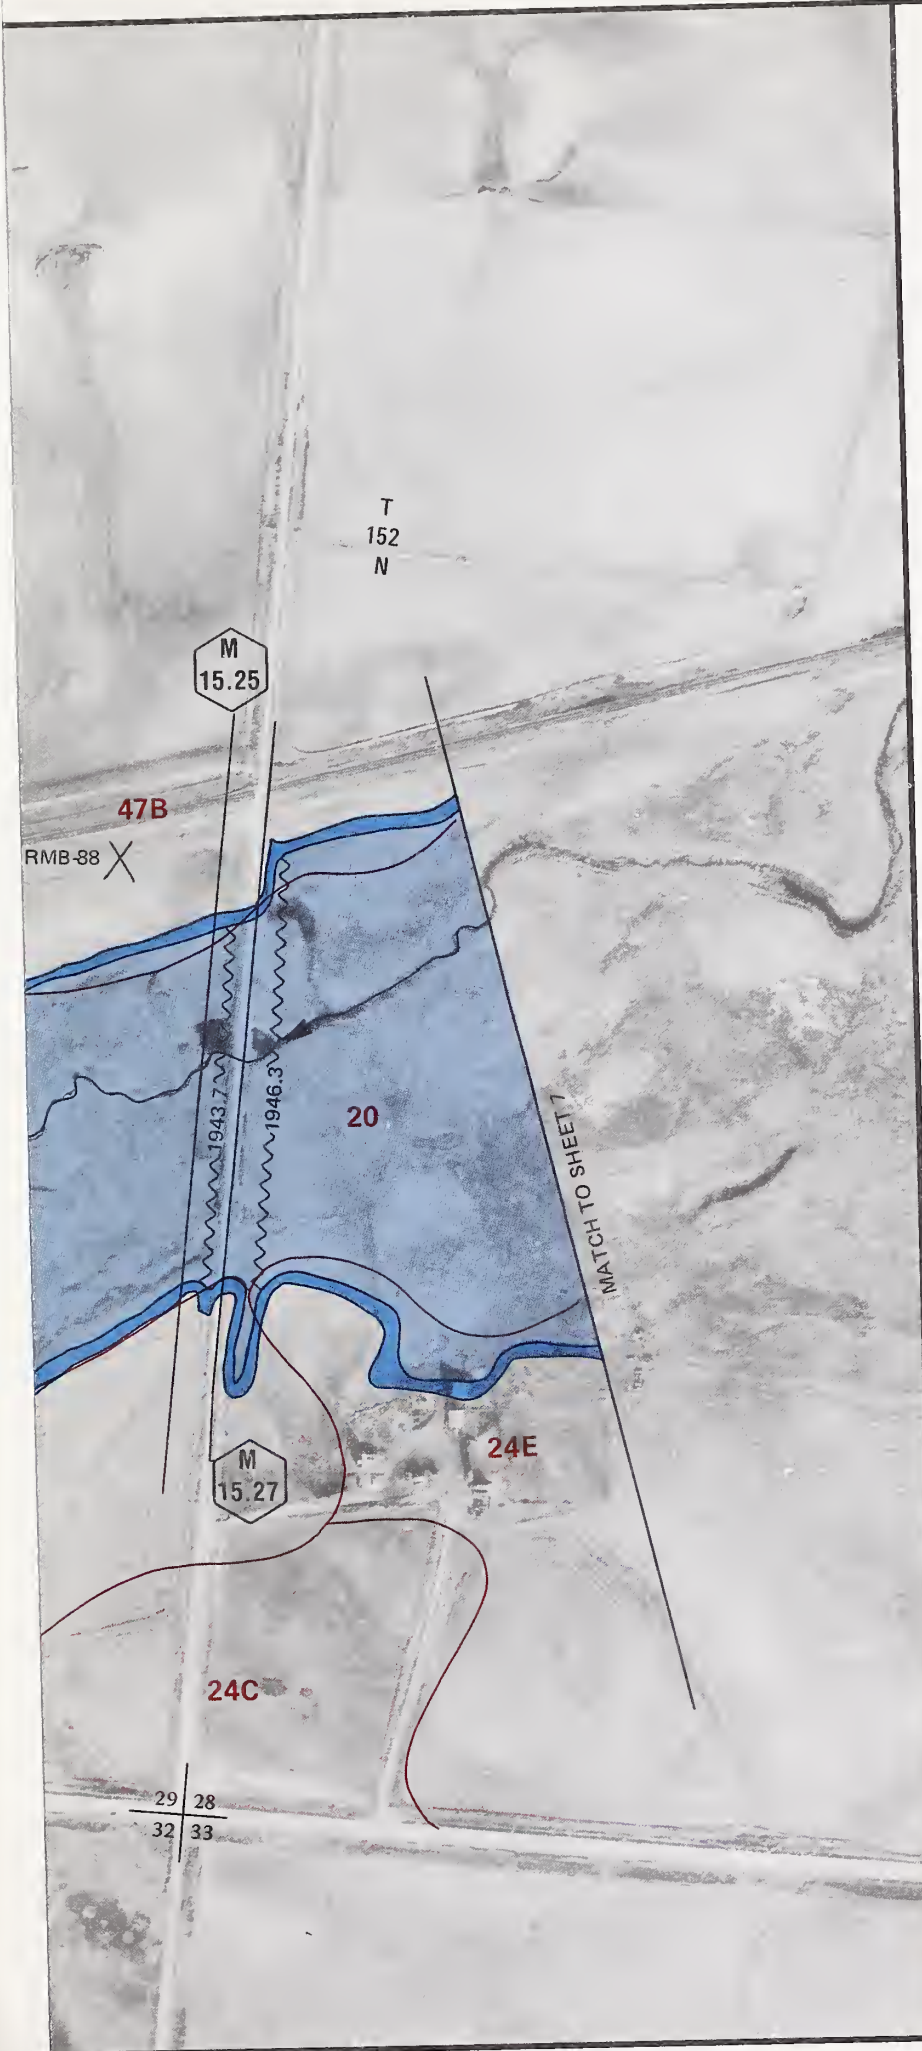 T
152
N
M
15.25
47B
RMB-88
1943.7
1946.3
20
MATCH TO SHEET 7
24E
M
15.27
24C
29 28
32 33